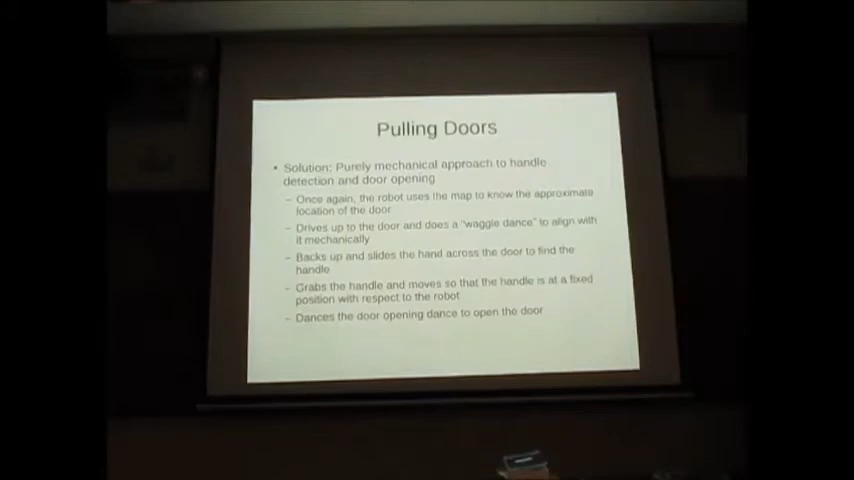 Pulling Doors
• Solution: Purely mechanical approach to handle
detection and door opening
– Once again, the robot uses the map to know the approximate
location of the door
– Drives up to the door and does a "waggle dance" to align with
it mechanically
– Backs up and slides the hand across the door to find the
handle
– Grabs the handle and moves so that the handle is at a fixed
position with respect to the robot
– Dances the door opening dance to open the door